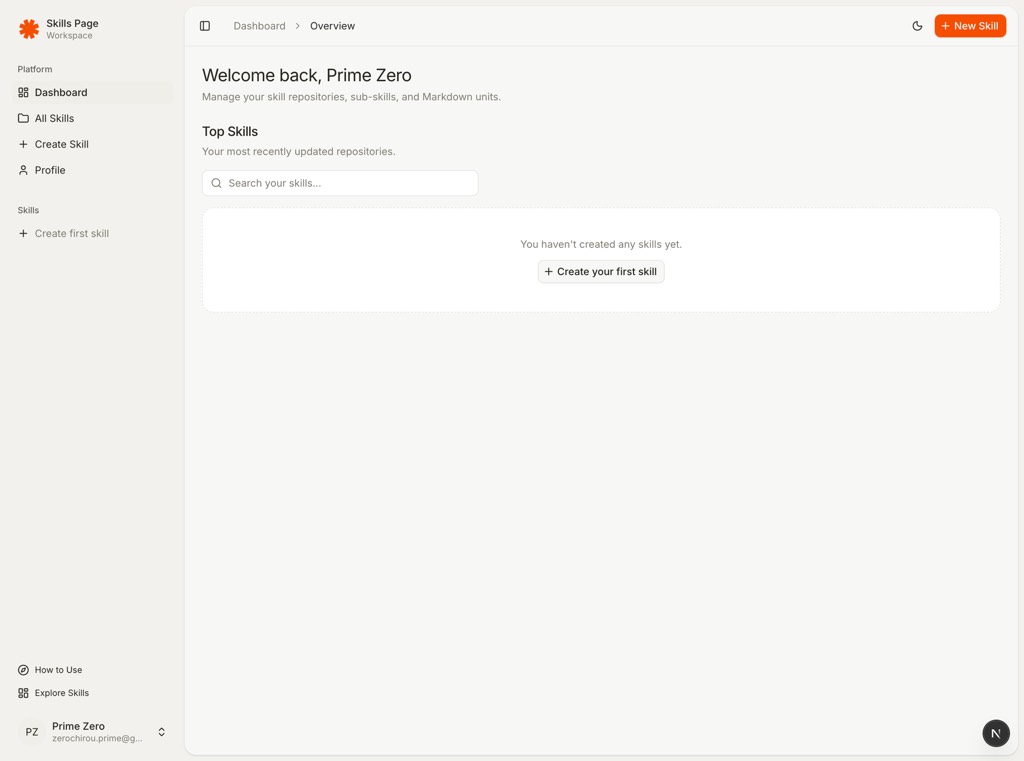 Skills Page
Workspace
Platform
Dashboard
All Skills
Create Skill
Profile
Skills
Create first skill
How to Use
Explore Skills
PZ
Prime Zero
zerochirou.prime@g...
Dashboard > Overview
+ New Skill
Welcome back, Prime Zero
Manage your skill repositories, sub-skills, and Markdown units.
Top Skills
Your most recently updated repositories.
Search your skills...
You haven't created any skills yet.
+ Create your first skill
N